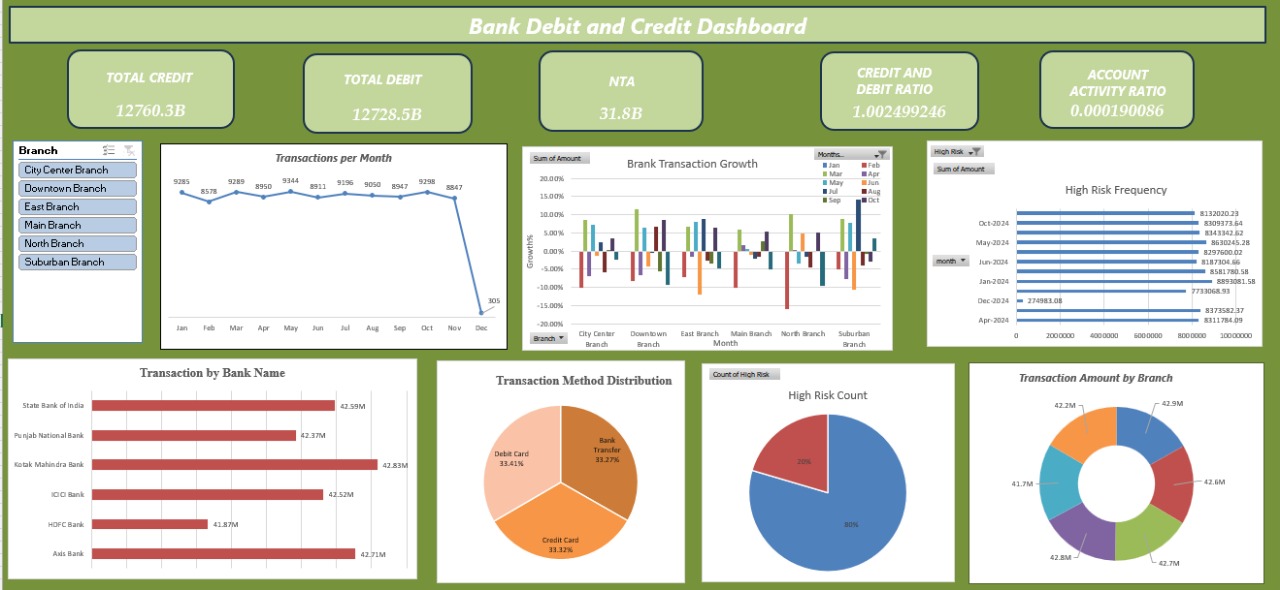 Bank Debit and Credit Dashboard
TOTAL CREDIT
12760.3B
TOTAL DEBIT
12728.5B
NTA
31.8B
CREDIT AND
DEBIT RATIO
1.002499246
ACCOUNT
ACTIVITY RATIO
0.000190086
Branch
City Center Branch
Downtown Branch
East Branch
Main Branch
North Branch
Suburban Branch
Transactions per Month
9285 8578 9289 8950 9344 8911 9196 9050 8947 9298 8847 305
Jan Feb Mar Apr May Jun Jul Aug Sep Oct Nov Dec
Sum of Amount
Brank Transaction Growth
Months...
Jan Feb
Mar Apr
May Jun
Jul Aug
Sep Oct
20.00%
15.00%
10.00%
5.00%
0.00%
-5.00%
-10.00%
-15.00%
-20.00%
Growth%
City Center Branch
Downtown Branch
East Branch
Main Branch
North Branch
Suburban Branch
Month
Branch
High Risk
Sum of Amount
High Risk Frequency
month
8132020.23
Oct-2024 8309373.64
8343342.62
May-2024 8630245.28
8297600.02
Jun-2024 8187304.66
8581780.58
Jan-2024 8893081.58
7733068.93
Dec-2024 274983.08
8373582.37
Apr-2024 8311784.09
0 2000000 4000000 6000000 8000000 10000000
Transaction by Bank Name
State Bank of India 42.59M
Punjab National Bank 42.37M
Kotak Mahindra Bank 42.83M
ICICI Bank 42.52M
HDFC Bank 41.87M
Axis Bank 42.71M
Transaction Method Distribution
Debit Card
33.41%
Bank
Transfer
33.27%
Credit Card
33.32%
Count of High Risk
High Risk Count
20%
80%
Transaction Amount by Branch
42.2M
42.9M
41.7M
42.6M
42.8M
42.7M